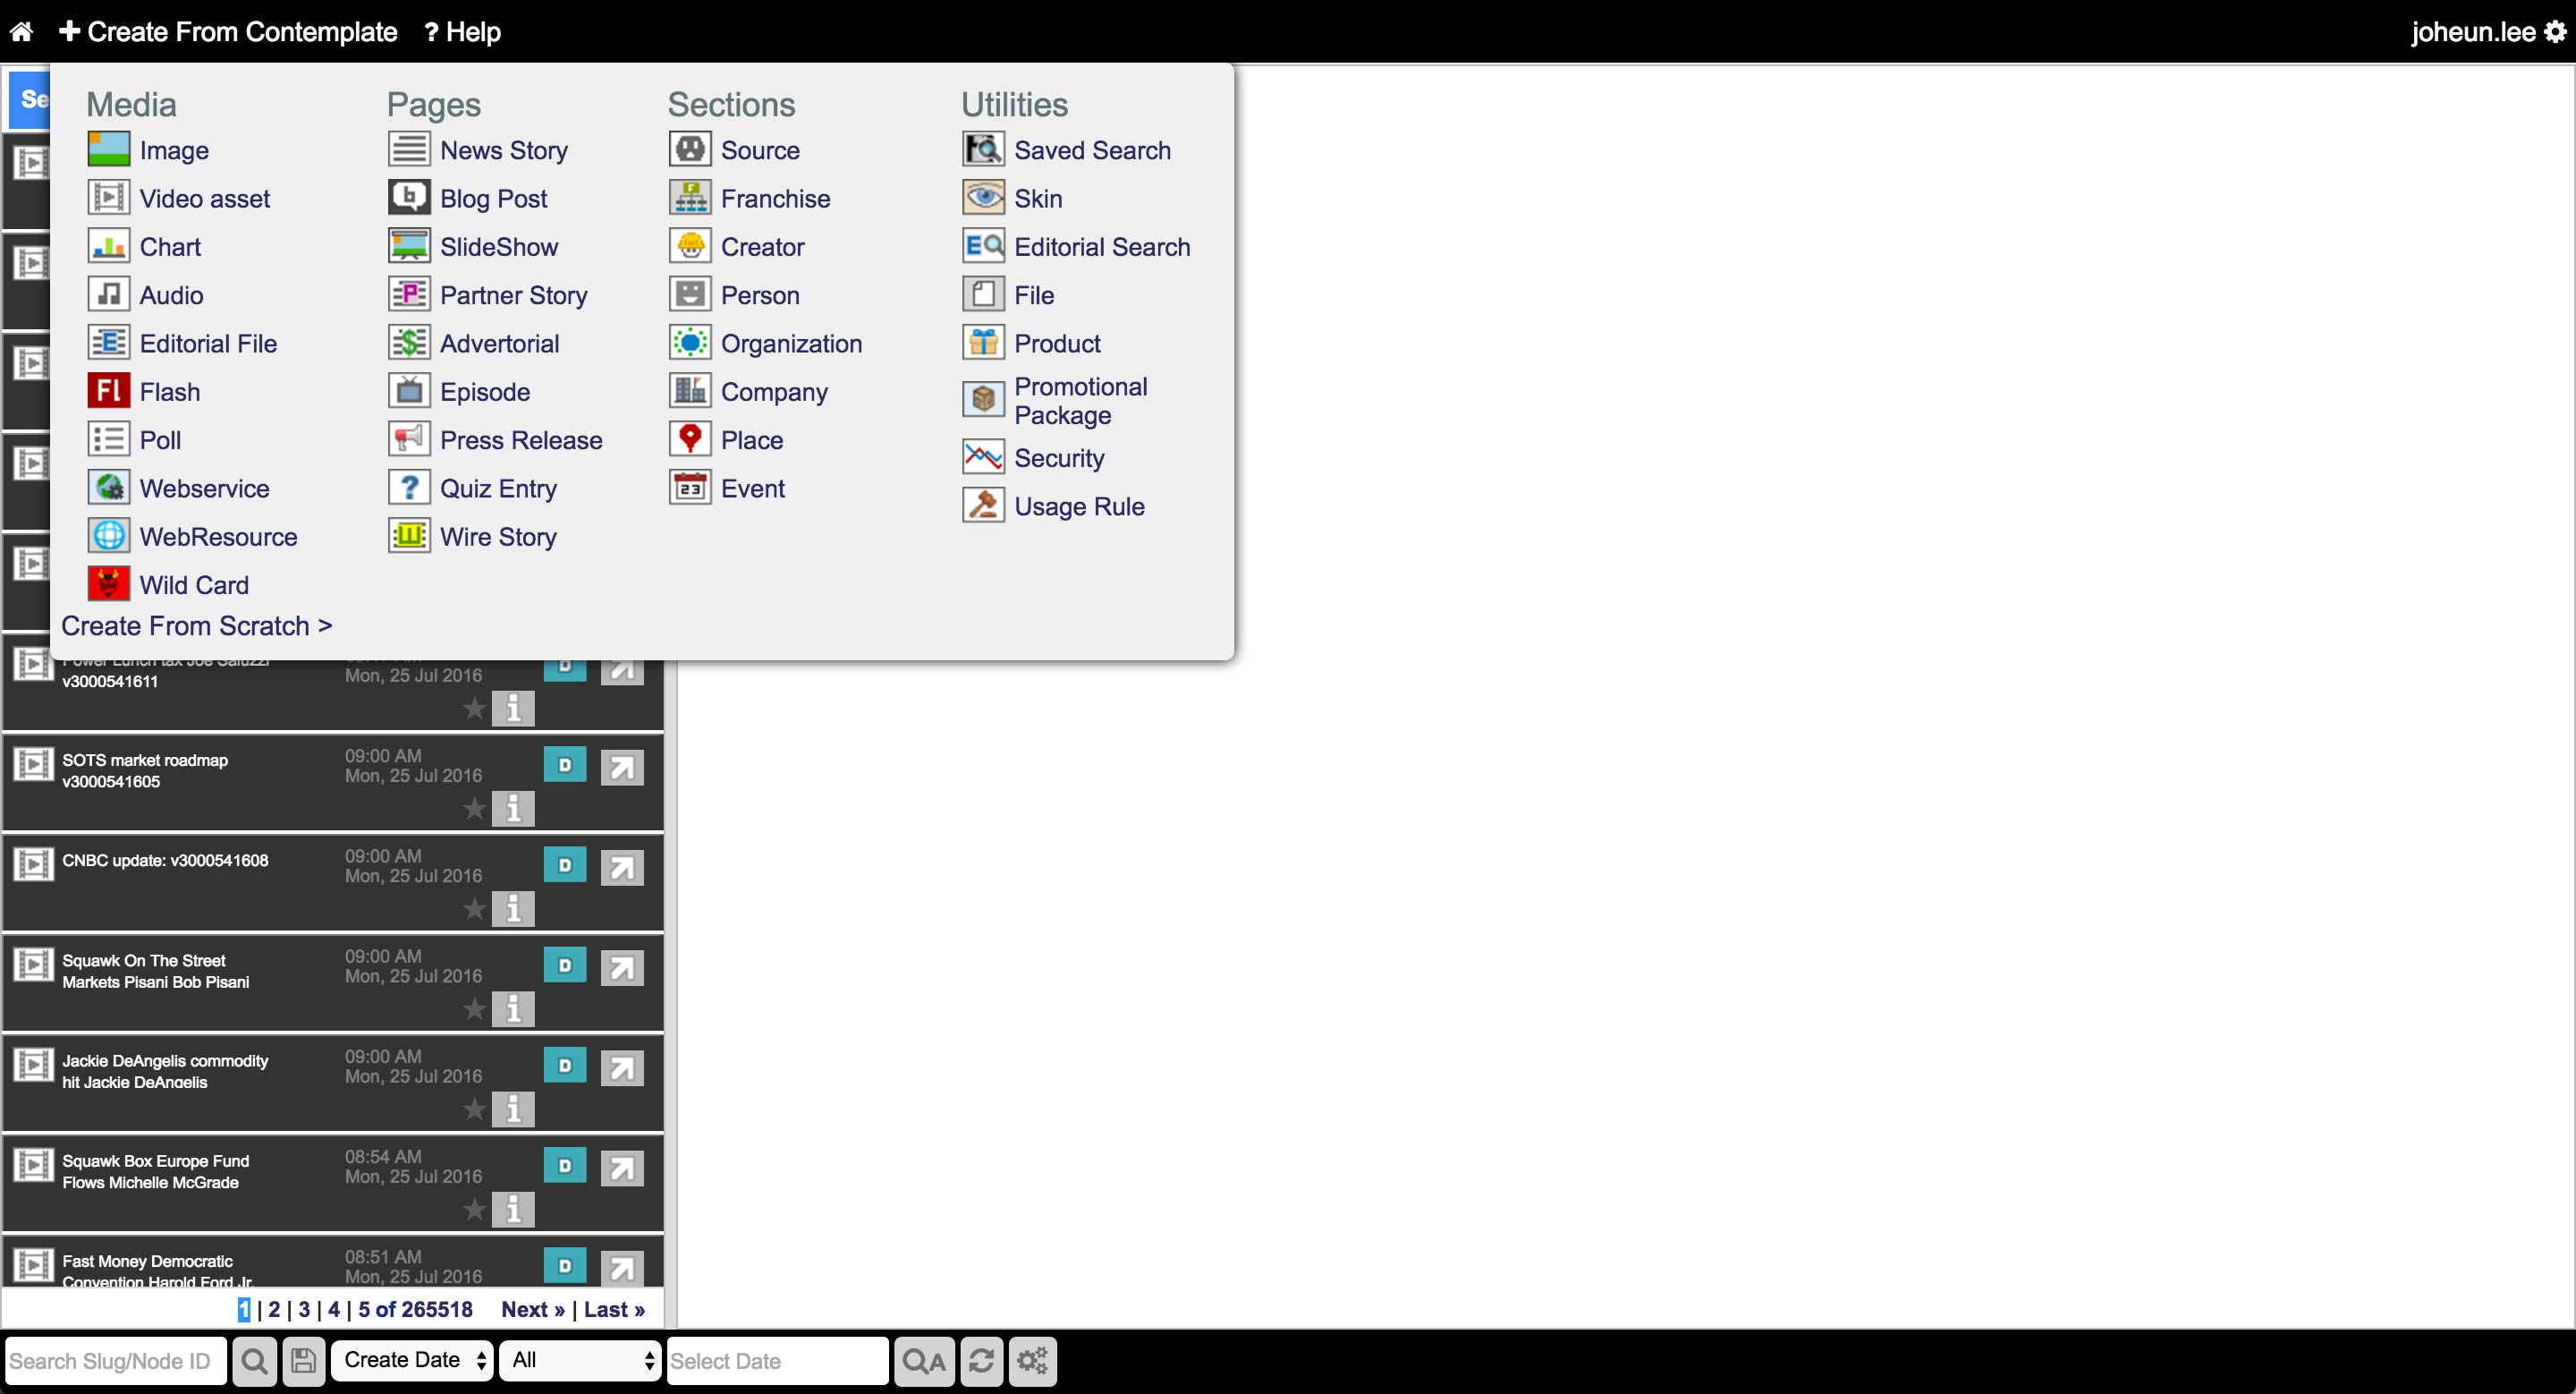 Create From Contemplate
? Help
joheun.lee
Se
Media
Image
Video asset
Chart
Audio
Editorial File
Flash
Poll
Webservice
WebResource
Wild Card
Create From Scratch >
Pages
News Story
Blog Post
SlideShow
Partner Story
Advertorial
Episode
Press Release
Quiz Entry
Wire Story
Sections
Source
Franchise
Creator
Person
Organization
Company
Place
Event
Utilities
Saved Search
Skin
Editorial Search
File
Product
Promotional
Package
Security
Usage Rule
Power Lunch tax Joe Saluzzi
v3000541611
Mon, 25 Jul 2016
D
SOTS market roadmap
v3000541605
09:00 AM
Mon, 25 Jul 2016
D
CNBC update: v3000541608
09:00 AM
Mon, 25 Jul 2016
D
Squawk On The Street
Markets Pisani Bob Pisani
09:00 AM
Mon, 25 Jul 2016
D
Jackie DeAngelis commodity
hit Jackie DeAngelis
09:00 AM
Mon, 25 Jul 2016
D
Squawk Box Europe Fund
Flows Michelle McGrade
08:54 AM
Mon, 25 Jul 2016
D
Fast Money Democratic
Convention Harold Ford Jr.
08:51 AM
Mon, 25 Jul 2016
D
1 | 2 | 3 | 4 | 5 of 265518 Next » | Last »
Search Slug/Node ID
Create Date
All
Select Date
A